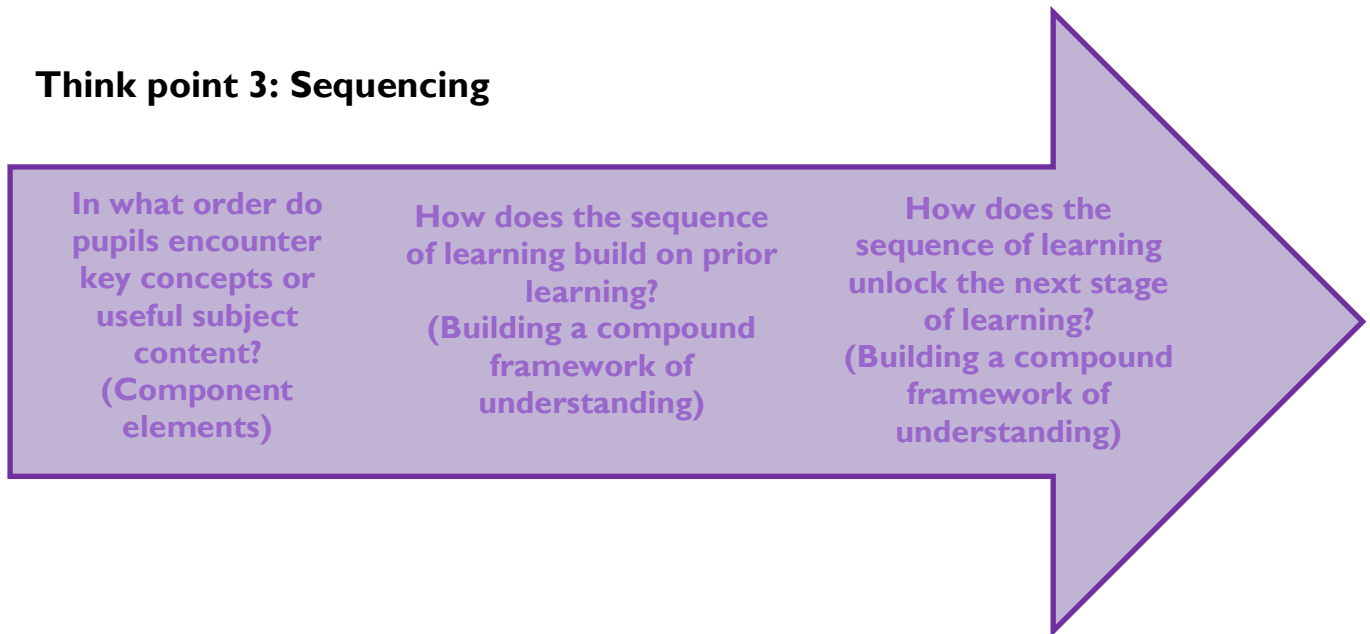 Think point 3: Sequencing
In what order do
pupils encounter
key concepts or
useful subject
content?
(Component
elements)
How does the sequence
of learning build on prior
learning?
(Building a compound
framework of
understanding)
How does the
sequence of learning
unlock the next stage
of learning?
(Building a compound
framework of
understanding)